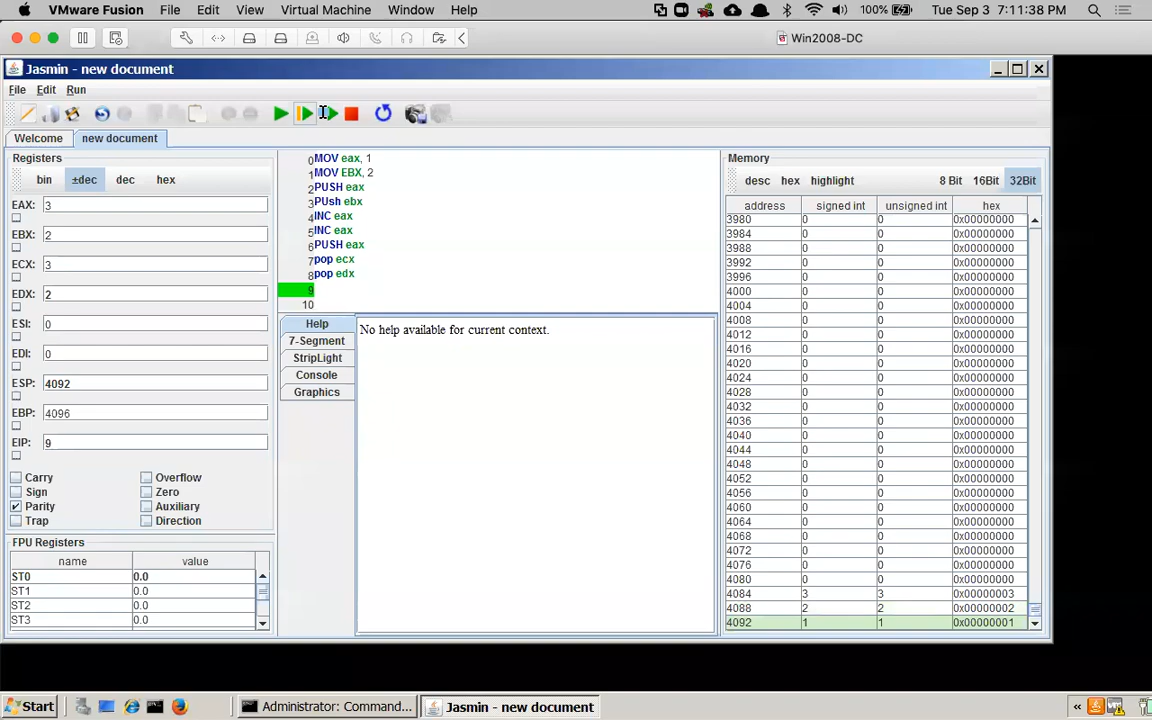 VMware Fusion File Edit View Virtual Machine Window Help 100% Tue Sep 3 7:11:38 PM
Win2008-DC
Jasmin - new document
File Edit Run
Welcome new document
Registers
bin ±dec dec hex
EAX: 3
EBX: 2
ECX: 3
EDX: 2
ESI: 0
EDI: 0
ESP: 4092
EBP: 4096
EIP: 9
Carry Overflow
Sign Zero
Parity Auxiliary
Trap Direction
FPU Registers
name value
ST0 0.0
ST1 0.0
ST2 0.0
ST3 0.0
0 MOV eax, 1
1 MOV EBX, 2
2 PUSH eax
3 PUsh ebx
4 INC eax
5 INC eax
6 PUSH eax
7 pop ecx
8 pop edx
9
10
Help
7-Segment
StripLight
Console
Graphics
No help available for current context.
Memory
desc hex highlight 8 Bit 16Bit 32Bit
address signed int unsigned int hex
3980 0 0 0x00000000
3984 0 0 0x00000000
3988 0 0 0x00000000
3992 0 0 0x00000000
3996 0 0 0x00000000
4000 0 0 0x00000000
4004 0 0 0x00000000
4008 0 0 0x00000000
4012 0 0 0x00000000
4016 0 0 0x00000000
4020 0 0 0x00000000
4024 0 0 0x00000000
4028 0 0 0x00000000
4032 0 0 0x00000000
4036 0 0 0x00000000
4040 0 0 0x00000000
4044 0 0 0x00000000
4048 0 0 0x00000000
4052 0 0 0x00000000
4056 0 0 0x00000000
4060 0 0 0x00000000
4064 0 0 0x00000000
4068 0 0 0x00000000
4072 0 0 0x00000000
4076 0 0 0x00000000
4080 0 0 0x00000000
4084 3 3 0x00000003
4088 2 2 0x00000002
4092 1 1 0x00000001
Start Administrator: Command... Jasmin - new document «